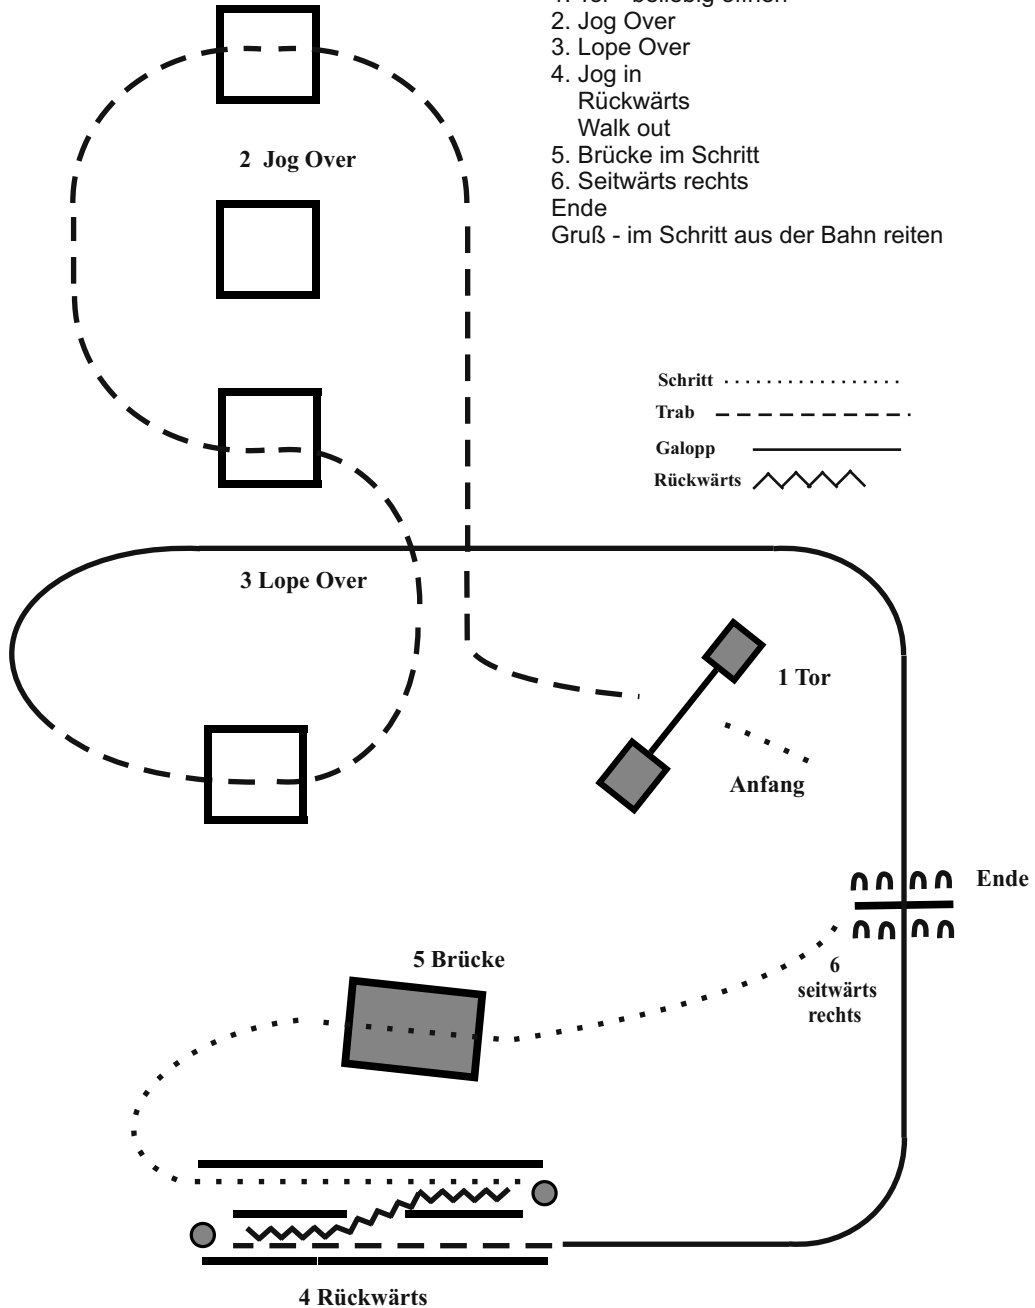 2. Jog Over
3. Lope Over
4. Jog in
Rückwärts
Walk out
5. Brücke im Schritt
6. Seitwärts rechts
Ende
Gruß - im Schritt aus der Bahn reiten
2 Jog Over
Schritt
Trab
Galopp
Rückwärts
3 Lope Over
1 Tor
Anfang
Ende
5 Brücke
6
seitwärts
rechts
4 Rückwärts